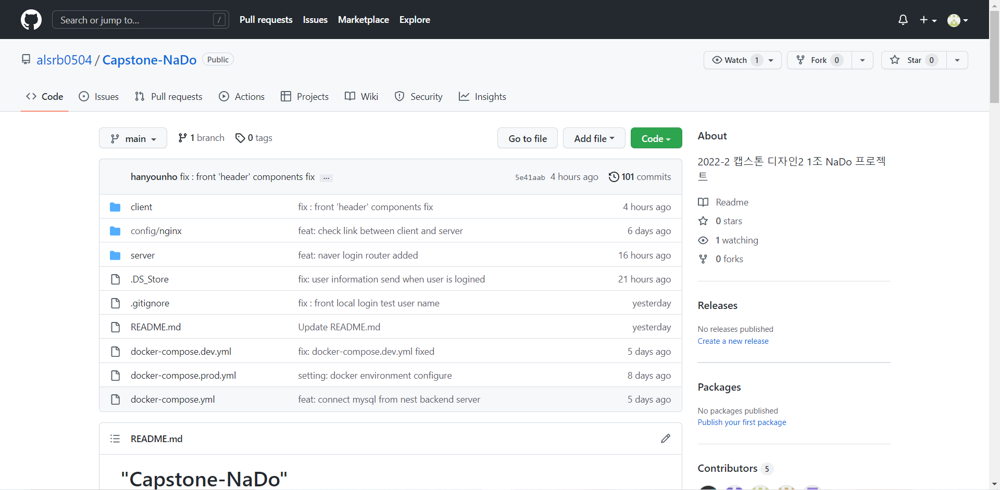 Search or jump to... /
Pull requests Issues Marketplace Explore
alsrb0504 / Capstone-NaDo Public
Watch 1 Fork 0 Star 0
Code Issues Pull requests Actions Projects Wiki Security Insights
main 1 branch 0 tags Go to file Add file Code
hanyounho fix : front 'header' components fix ... 5e41aab 4 hours ago 101 commits
client fix : front 'header' components fix 4 hours ago
config/nginx feat: check link between client and server 6 days ago
server feat: naver login router added 16 hours ago
.DS_Store fix: user information send when user is logined 21 hours ago
.gitignore fix : front local login test user name yesterday
README.md Update README.md yesterday
docker-compose.dev.yml fix: docker-compose.dev.yml fixed 5 days ago
docker-compose.prod.yml setting: docker environment configure 8 days ago
docker-compose.yml feat: connect mysql from nest backend server 5 days ago
README.md
"Capstone-NaDo"
About
2022-2 캡스톤 디자인2 1조 NaDo 프로젝
트
Readme
0 stars
1 watching
0 forks
Releases
No releases published
Create a new release
Packages
No packages published
Publish your first package
Contributors 5